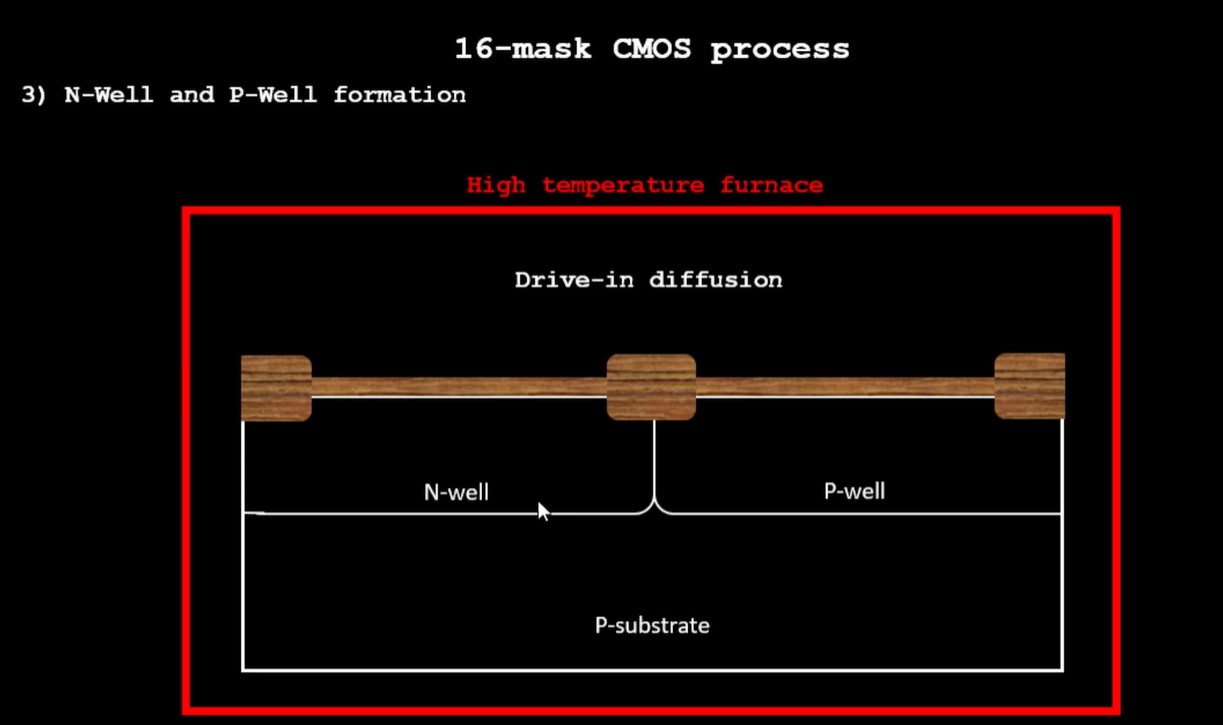 16-mask CMOS process
3) N-Well and P-Well formation
High temperature furnace
Drive-in diffusion
N-well
P-well
P-substrate